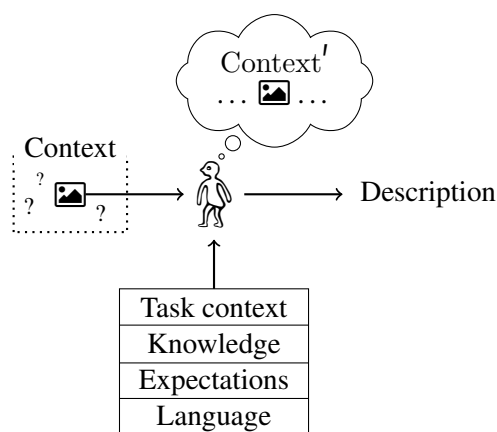 Context′
... ...
Context
?
? ?
Description
Task context
Knowledge
Expectations
Language